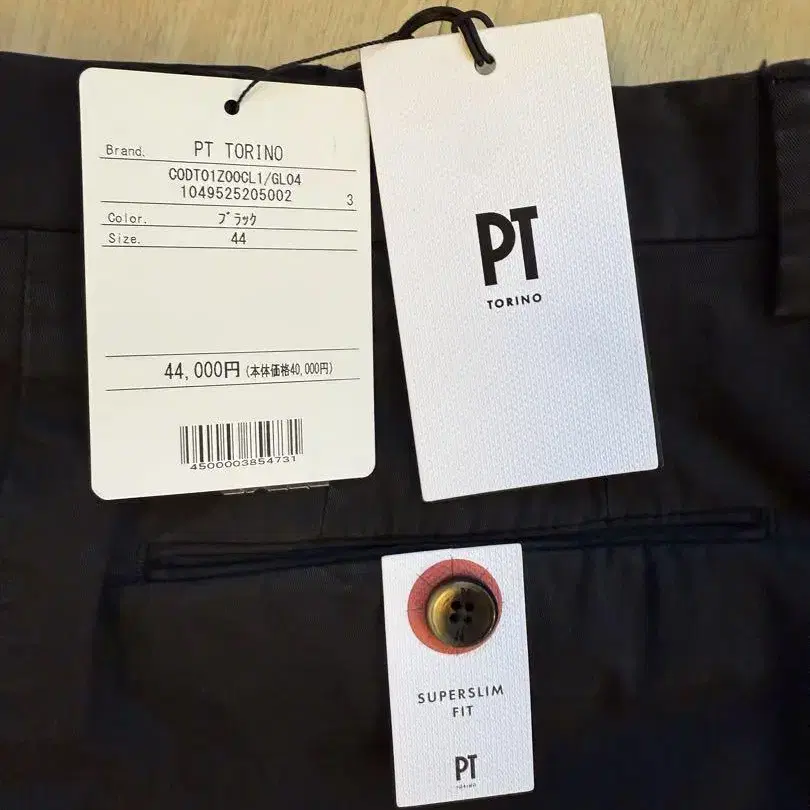 Brand. PT TORINO
CODT01Z00CL1/GL04
1049525205002 3
Color. ブラック
Size. 44
44,000円 (本体価格40,000円)
4500003854731
PT
TORINO
SUPERSLIM
FIT
PT
TORINO